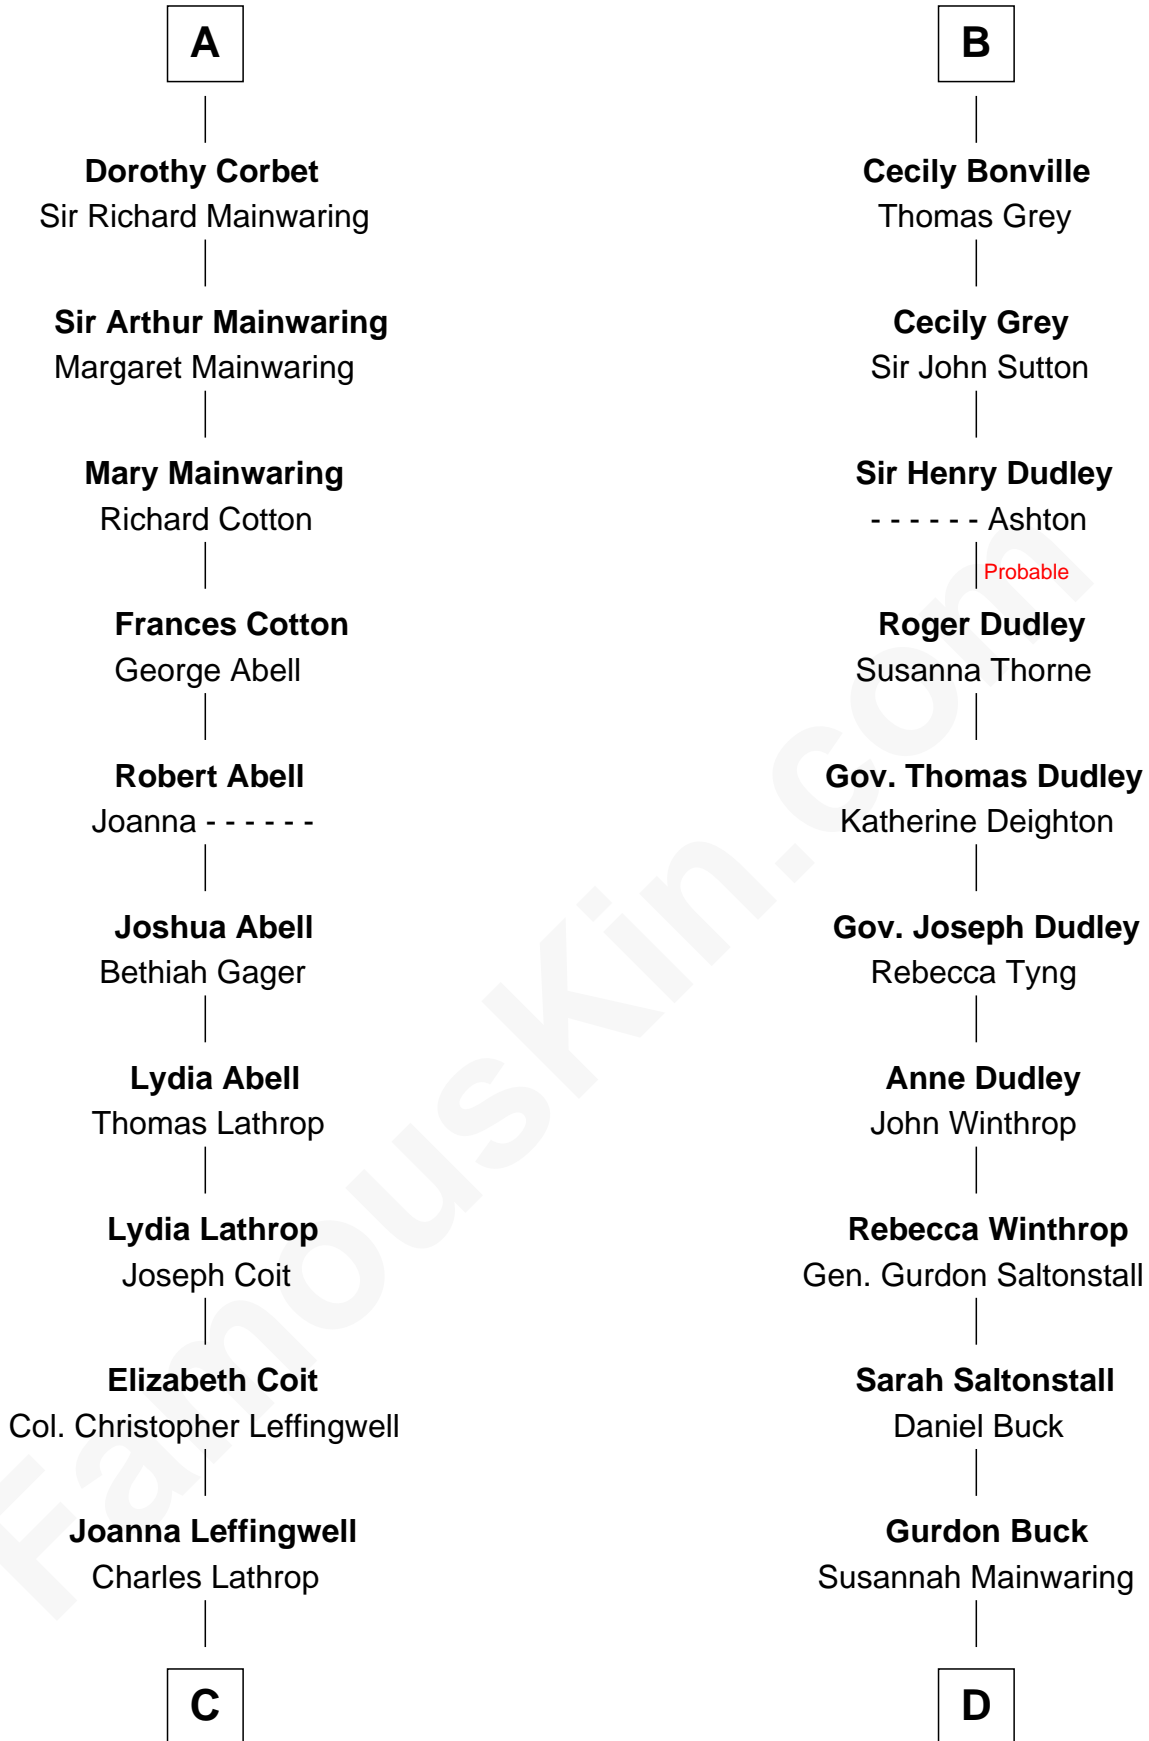 A
Dorothy Corbet
Sir Richard Mainwaring
Sir Arthur Mainwaring
Margaret Mainwaring
Mary Mainwaring
Richard Cotton
Frances Cotton
George Abell
Robert Abell
Joanna - - - - - -
Joshua Abell
Bethiah Gager
Lydia Abell
Thomas Lathrop
Lydia Lathrop
Joseph Coit
Elizabeth Coit
Col. Christopher Leffingwell
Joanna Leffingwell
Charles Lathrop
C
B
Cecily Bonville
Thomas Grey
Cecily Grey
Sir John Sutton
Sir Henry Dudley
- - - - - - Ashton
Probable
Roger Dudley
Susanna Thorne
Gov. Thomas Dudley
Katherine Deighton
Gov. Joseph Dudley
Rebecca Tyng
Anne Dudley
John Winthrop
Rebecca Winthrop
Gen. Gurdon Saltonstall
Sarah Saltonstall
Daniel Buck
Gurdon Buck
Susannah Mainwaring
D
FamousKin.com